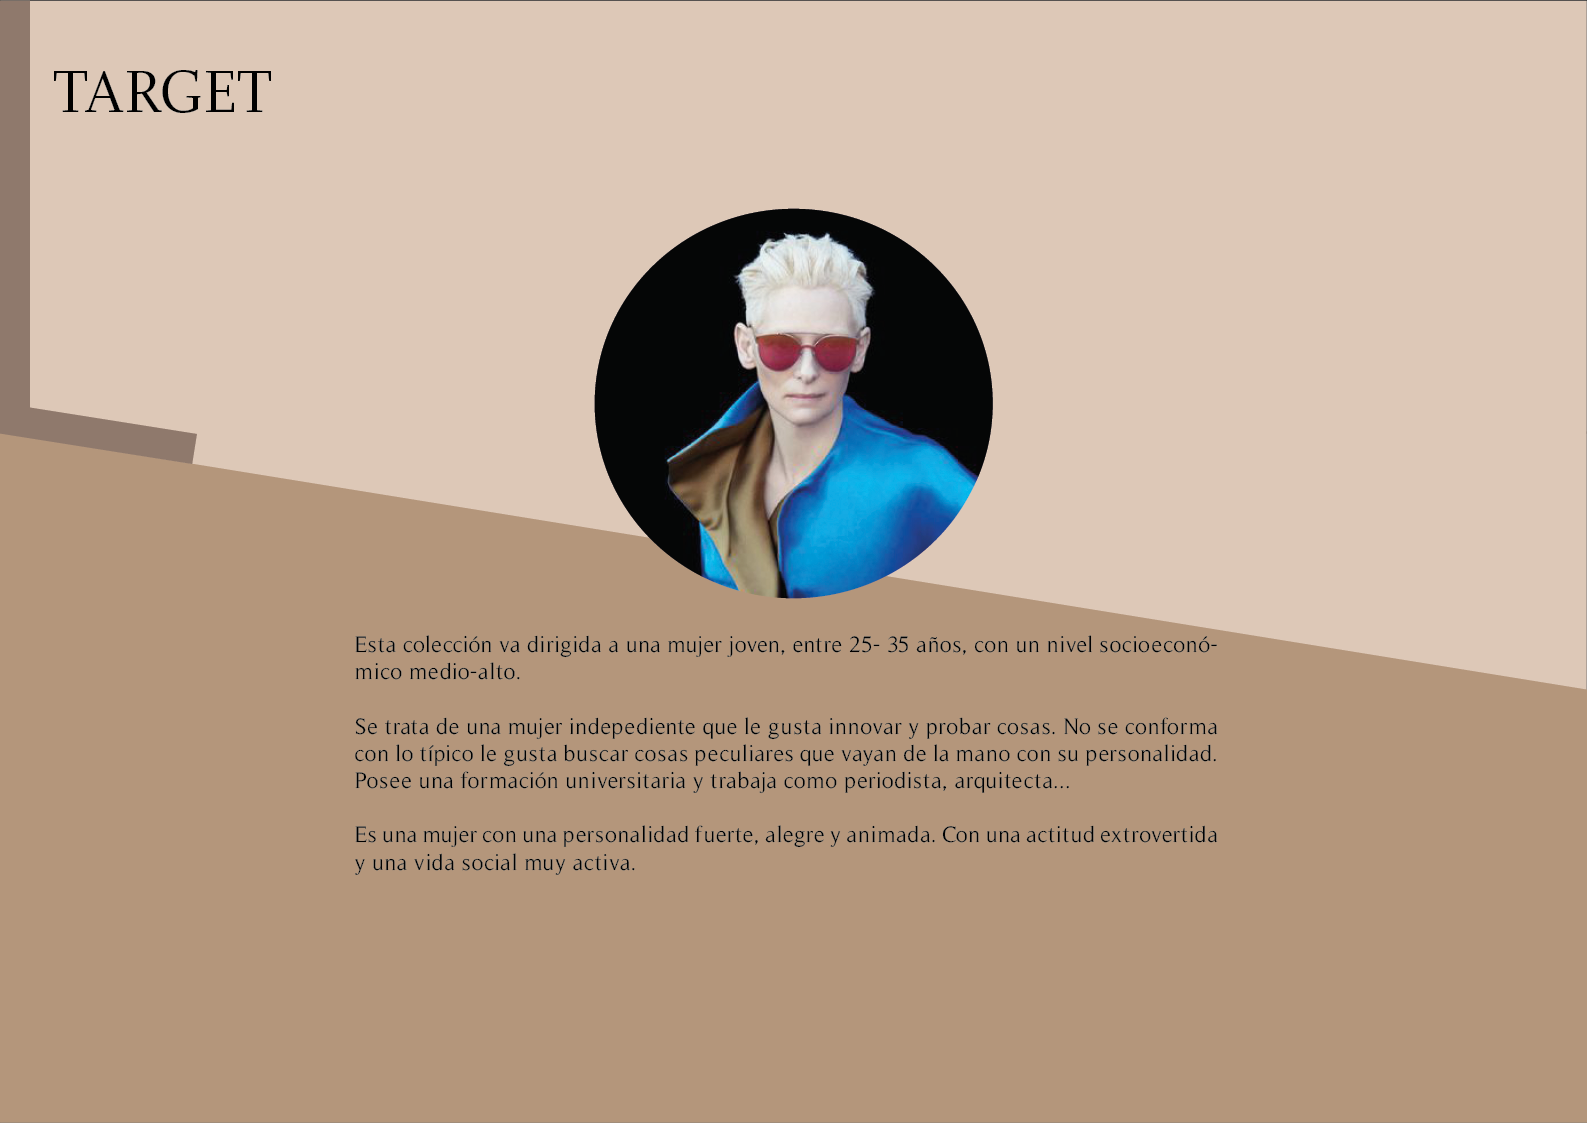 TARGET
Esta colección va dirigida a una mujer joven, entre 25- 35 años, con un nivel socioeconó-
mico medio-alto.
Se trata de una mujer indepediente que le gusta innovar y probar cosas. No se conforma
con lo típico le gusta buscar cosas peculiares que vayan de la mano con su personalidad.
Posee una formación universitaria y trabaja como periodista, arquitecta...
Es una mujer con una personalidad fuerte, alegre y animada. Con una actitud extrovertida
y una vida social muy activa.